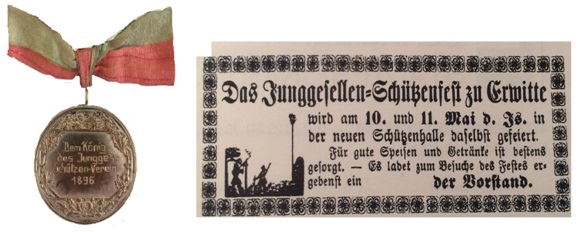 Dem König
des Jungge-
schützen-Verein
1896
Das Junggesellen-Schützenfest zu Erwitte
wird am 10. und 11. Mai d. Js. in
der neuen Schützenhalle daselbst gefeiert.
Für gute Speisen und Getränke ist bestens
gesorgt. — Es ladet zum Besuche des Festes er-
gebenst ein der Vorstand.